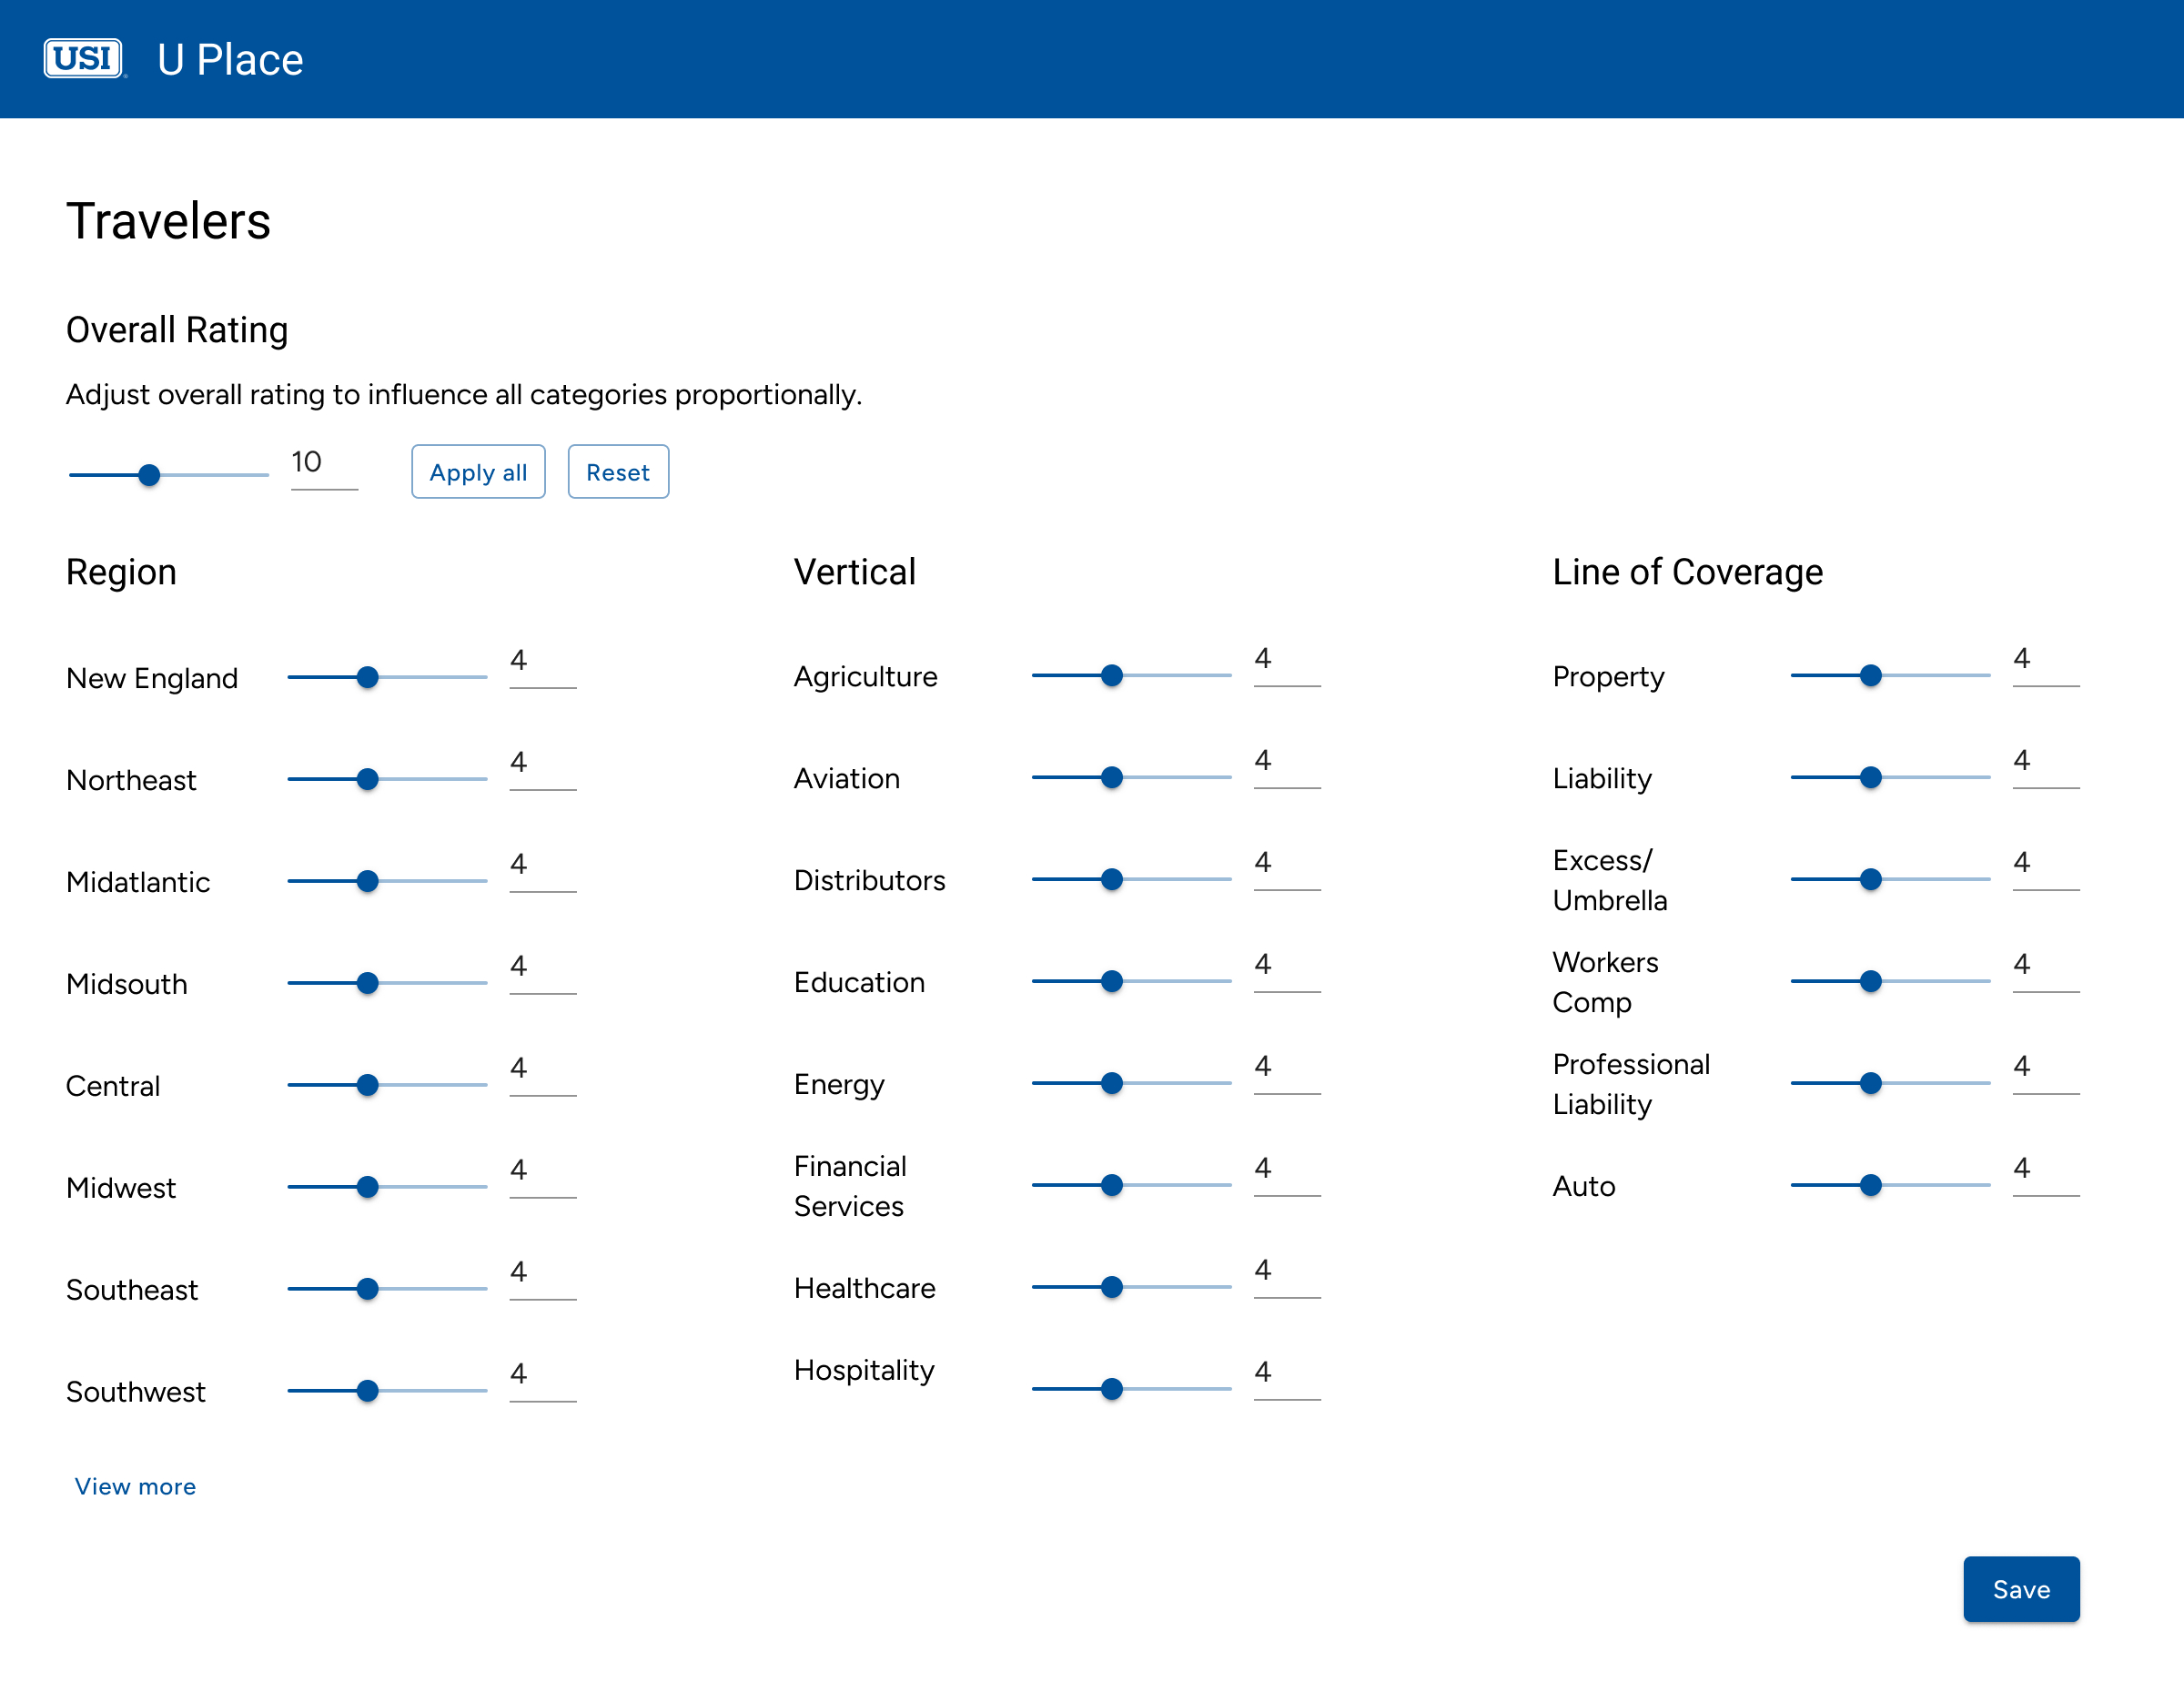 USI
U Place
Travelers
Overall Rating
Adjust overall rating to influence all categories proportionally.
10
Apply all
Reset
Region
New England
4
Northeast
4
Midatlantic
4
Midsouth
4
Central
4
Midwest
4
Southeast
4
Southwest
4
View more
Vertical
Agriculture
4
Aviation
4
Distributors
4
Education
4
Energy
4
Financial
Services
4
Healthcare
4
Hospitality
4
Line of Coverage
Property
4
Liability
4
Excess/
Umbrella
4
Workers
Comp
4
Professional
Liability
4
Auto
4
Save